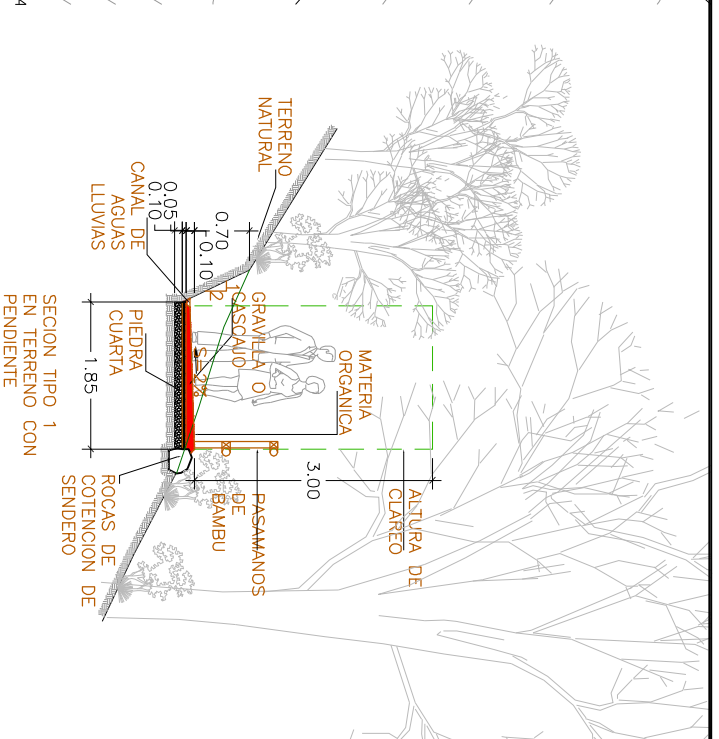 ALTURA DE
CLAREO
MATERIA
ORGANICA
3.00
TERRENO
NATURAL
GRAVILLA O
CASCAJO
PASAMANOS
DE
BAMBU
0.70
0.10
1
2
S=2%
0.05
0.10
CANAL DE
AGUAS
LLUVIAS
PIEDRA
CUARTA
1.85
ROCAS DE
COTENCION DE
SENDERO
SECION TIPO 1
EN TERRENO CON
PENDIENTE